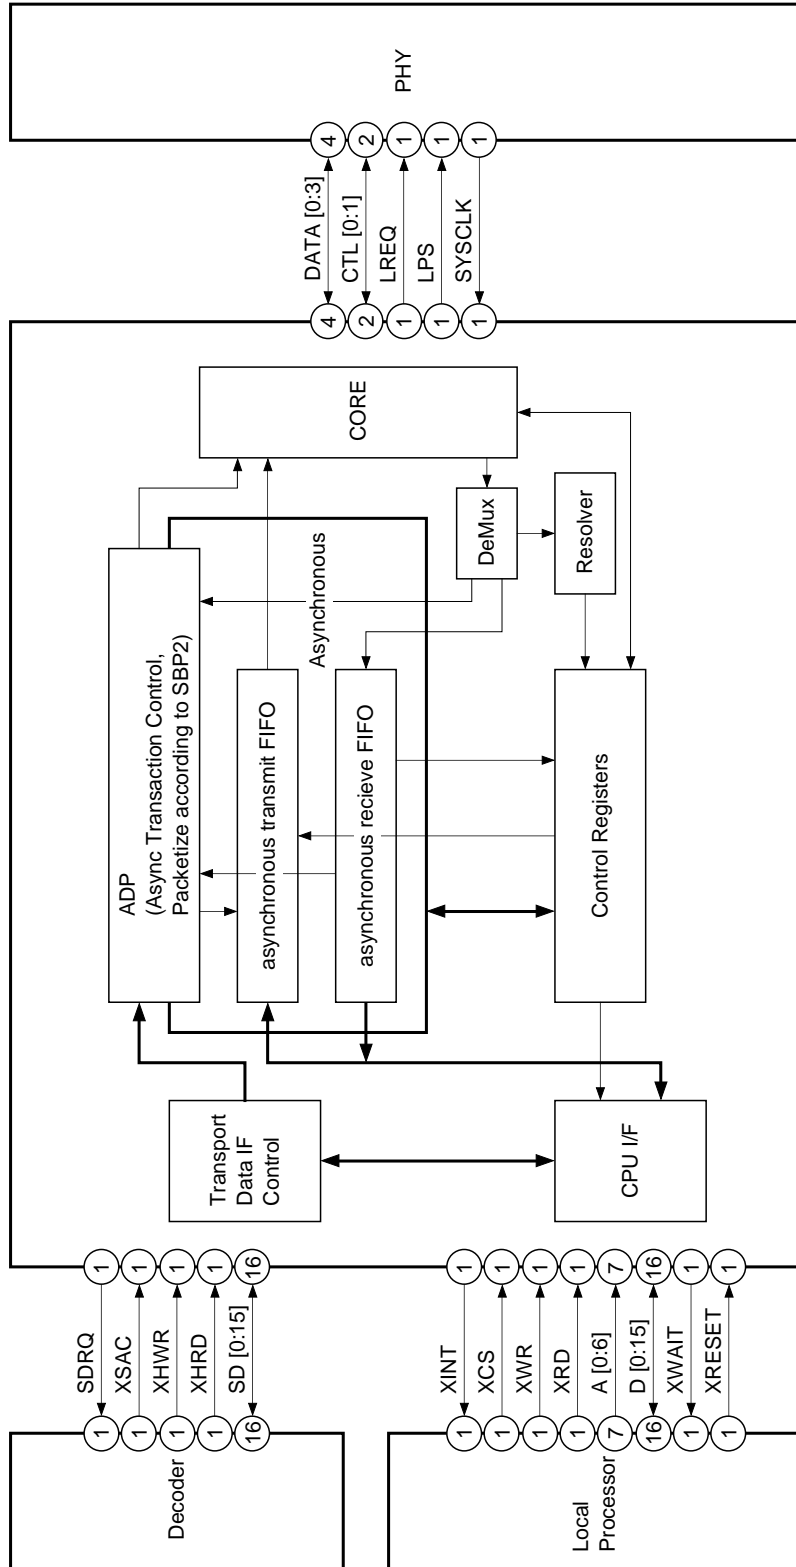 Decoder
1
1
1
1
16
SDRQ
XSAC
XHWR
XHRD
SD [0:15]
1
1
1
1
16
Local
Processor
1
1
1
1
7
16
1
1
XINT
XCS
XWR
XRD
A [0:6]
D [0:15]
XWAIT
XRESET
1
1
1
1
7
16
1
1
Transport
Data IF
Control
CPU I/F
ADP
(Async Transaction Control,
Packetize according to SBP2)
asynchronous transmit FIFO
asynchronous recieve FIFO
Asynchronous
Control Registers
DeMux
Resolver
CORE
4
2
1
1
1
DATA [0:3]
CTL [0:1]
LREQ
LPS
SYSCLK
4
2
1
1
1
PHY